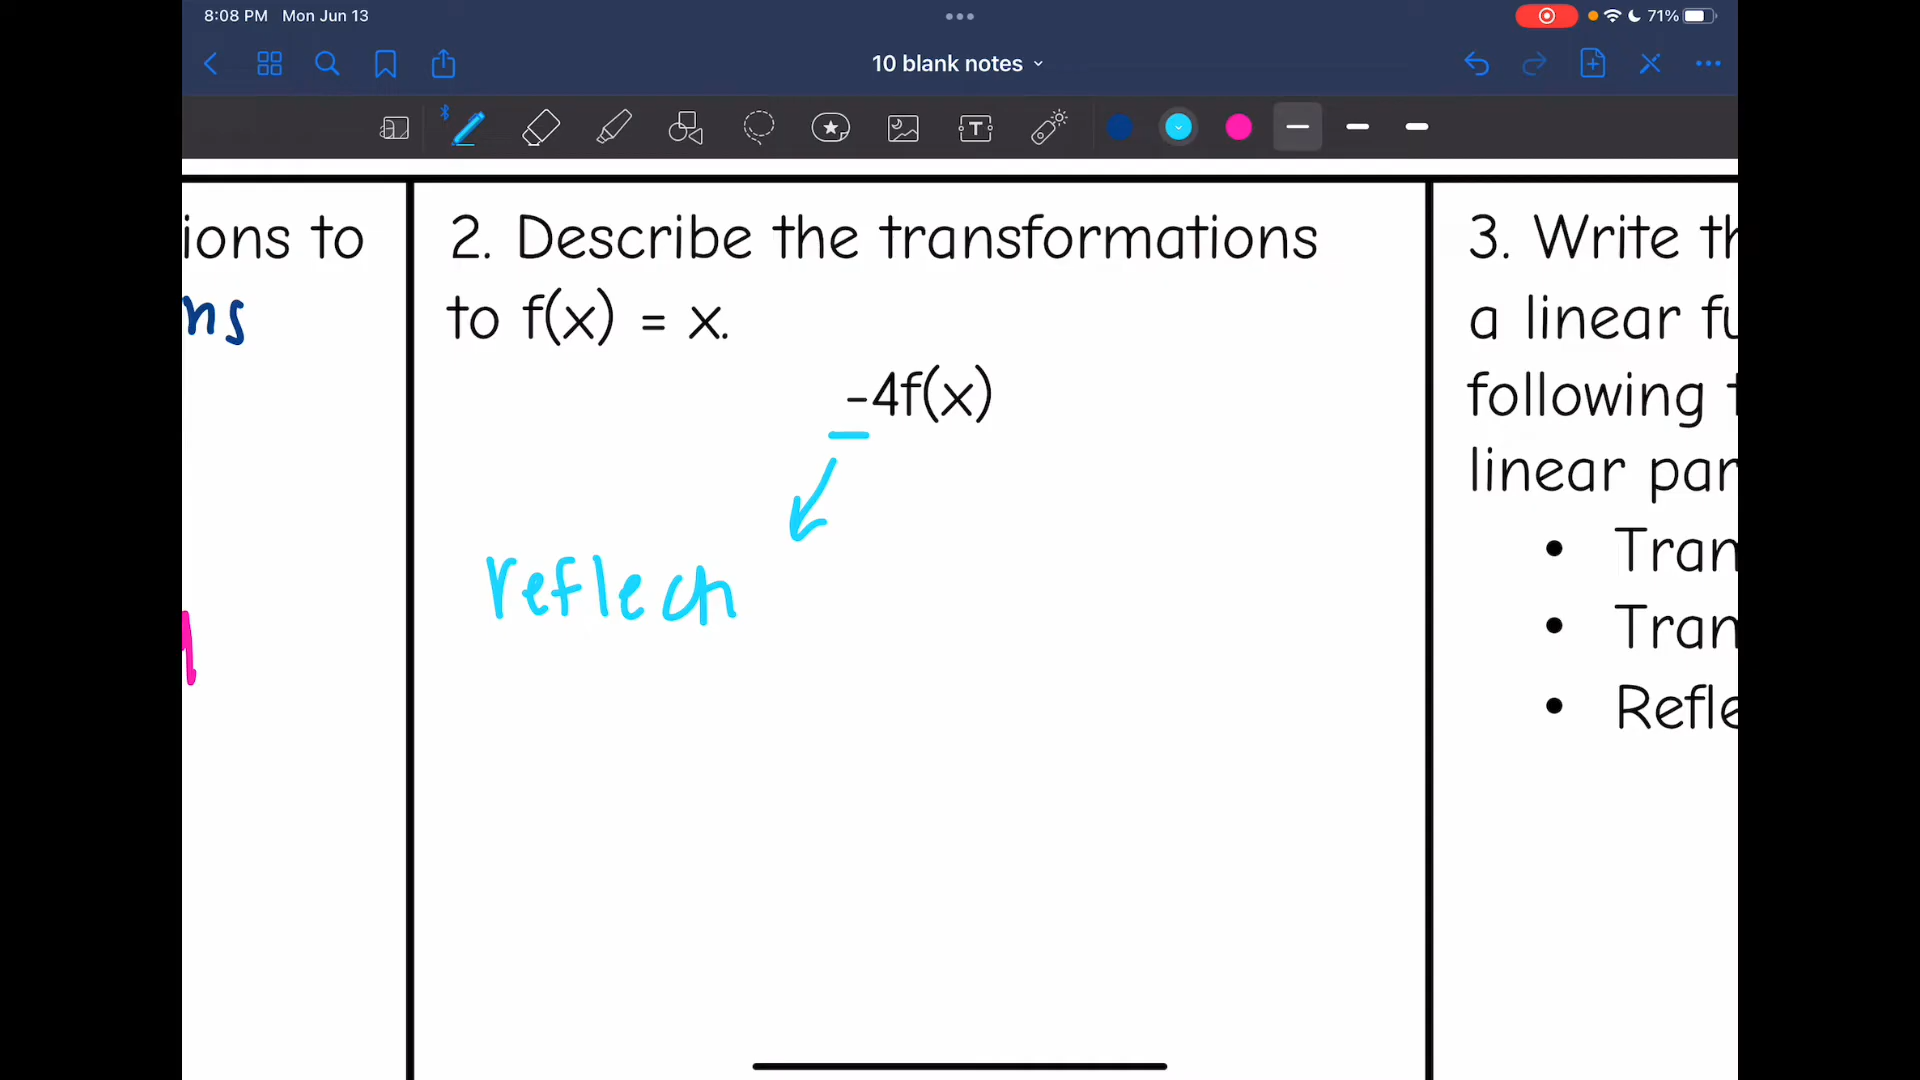 8:08 PM Mon Jun 13
71%
10 blank notes
ions to
ns
2. Describe the transformations
to f(x) = x.
-4f(x)
3. Write th
a linear fu
following t
linear par
• Tran
• Tran
• Refle